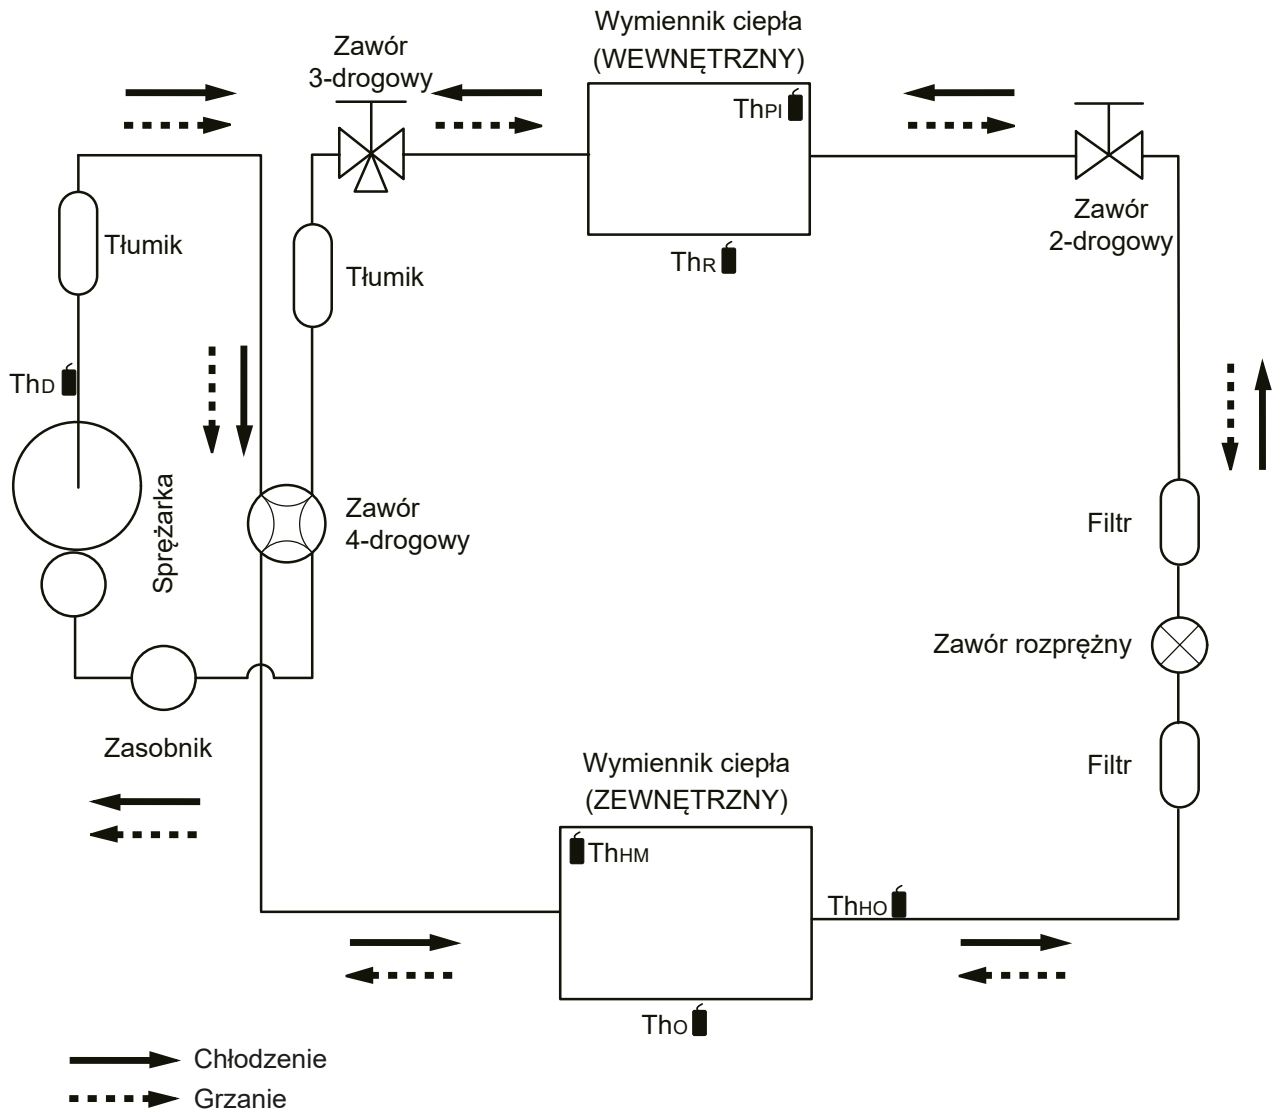 Wymiennik ciepła
(WEWNĘTRZNY)
Zawór
3-drogowy
ThPI
Tłumik
Tłumik
ThR
Zawór
2-drogowy
ThD
Sprężarka
Zawór
4-drogowy
Filtr
Zawór rozprężny
Zasobnik
Wymiennik ciepła
(ZEWNĘTRZNY)
Filtr
ThHM
ThHO
ThO
Chłodzenie
Grzanie